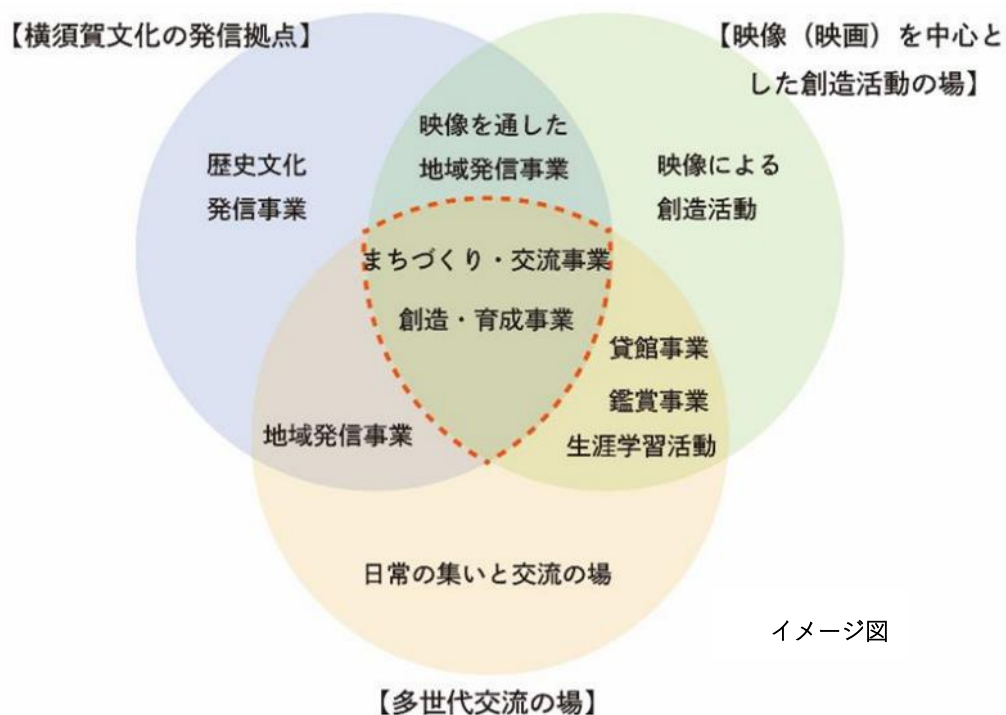 【横須賀文化の発信拠点】
【映像（映画）を中心と
した創造活動の場】
映像を通した
地域発信事業
歴史文化
発信事業
映像による
創造活動
まちづくり・交流事業
創造・育成事業
貸館事業
鑑賞事業
生涯学習活動
地域発信事業
日常の集いと交流の場
イメージ図
【多世代交流の場】